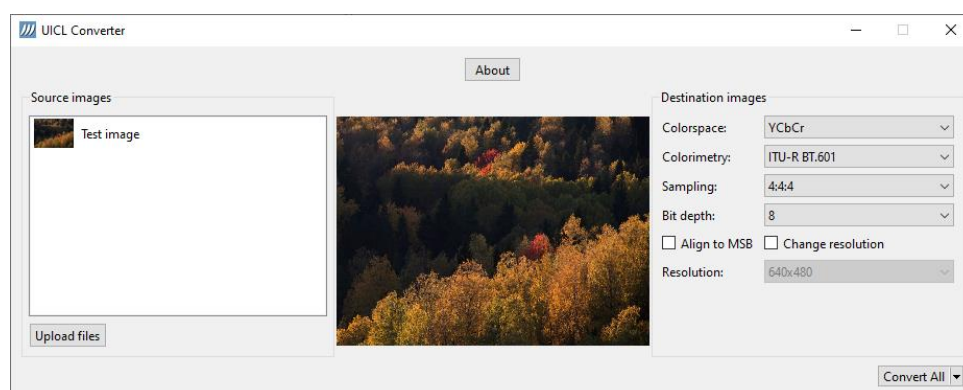 UICL Converter
About
Source images
Test image
Upload files
Destination images
Colorspace: YCbCr
Colorimetry: ITU-R BT.601
Sampling: 4:4:4
Bit depth: 8
Align to MSB Change resolution
Resolution: 640x480
Convert All